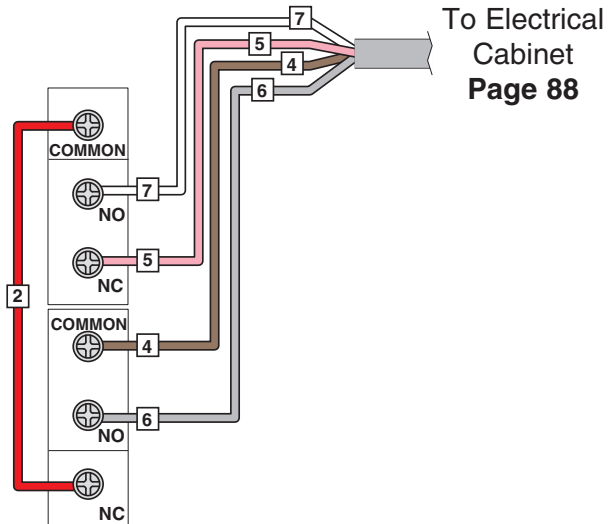 7
To Electrical
5
Cabinet
4
6
Page 88
COMMON
7
NO
5
NC
2
COMMON
4
6
NO
NC